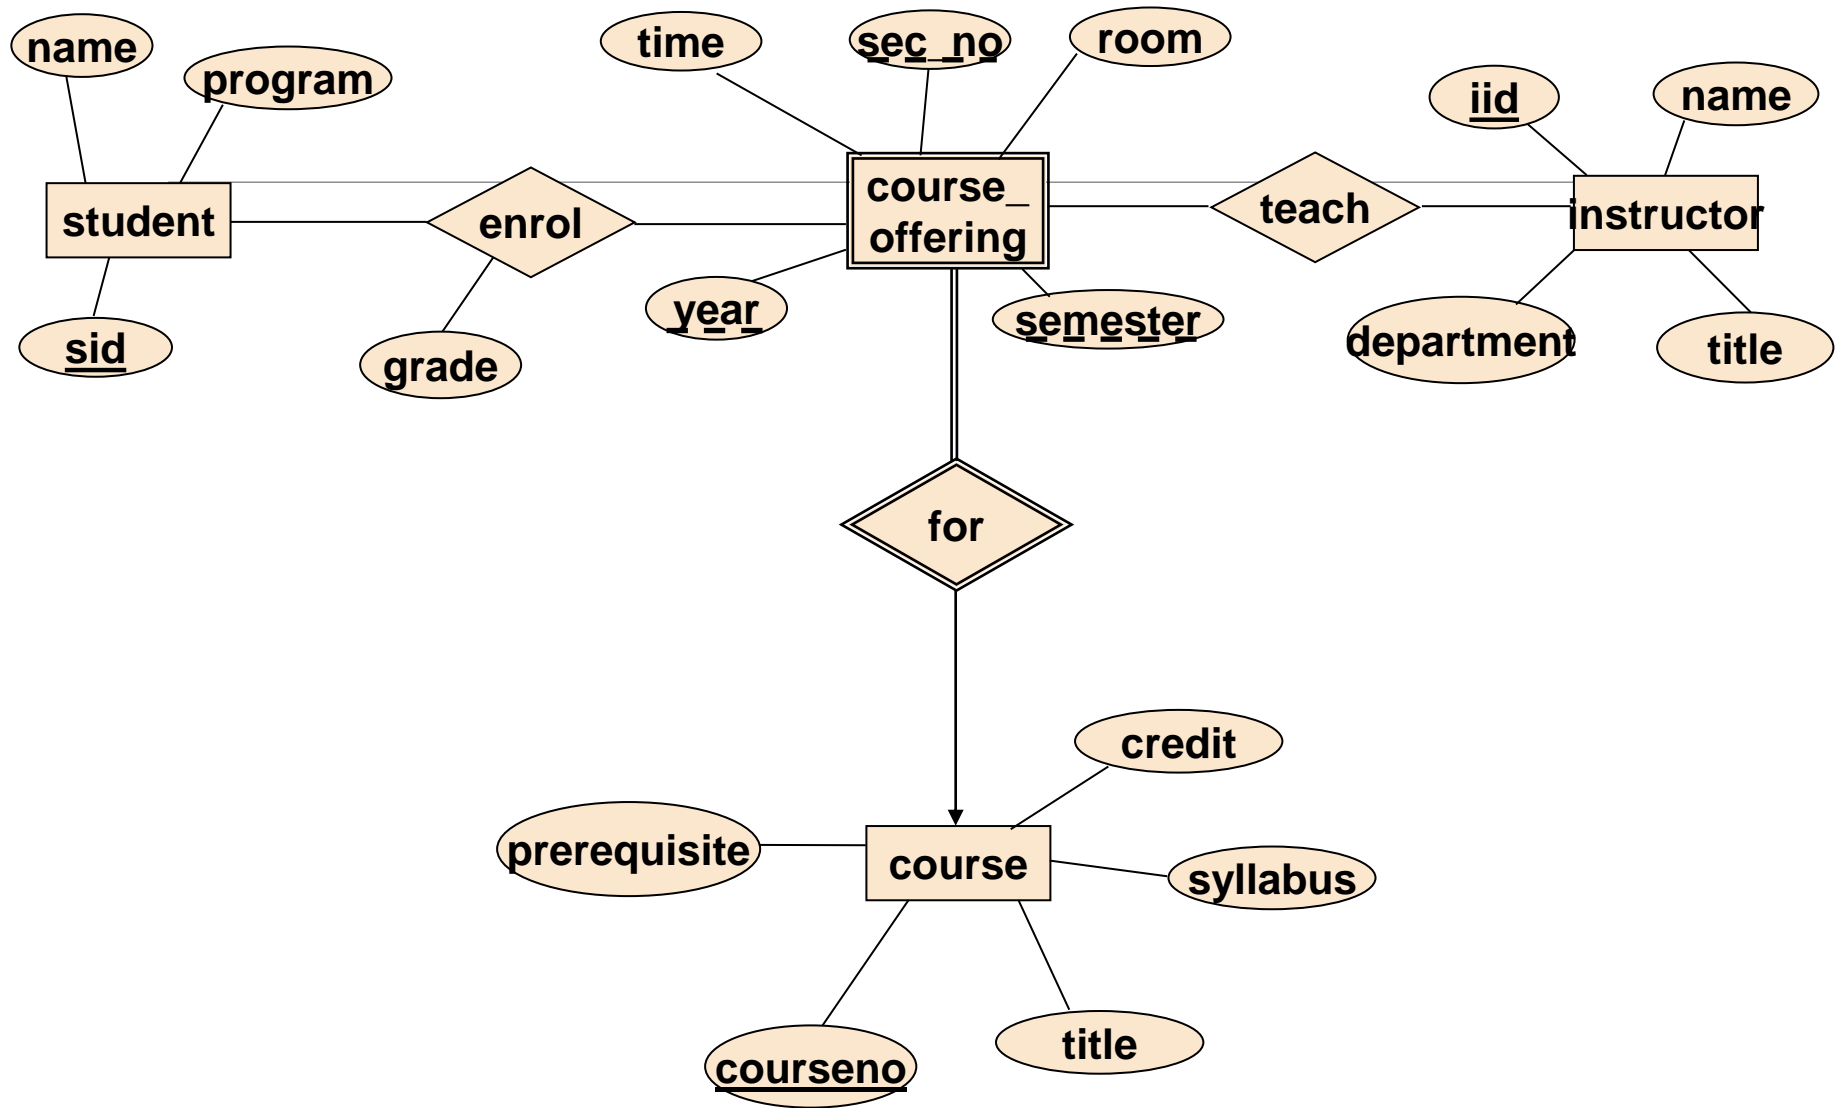 name
program
time
sec_no
room
iid
name
student
enrol
course_
offering
teach
instructor
sid
grade
year
semester
department
title
for
credit
prerequisite
course
syllabus
courseno
title